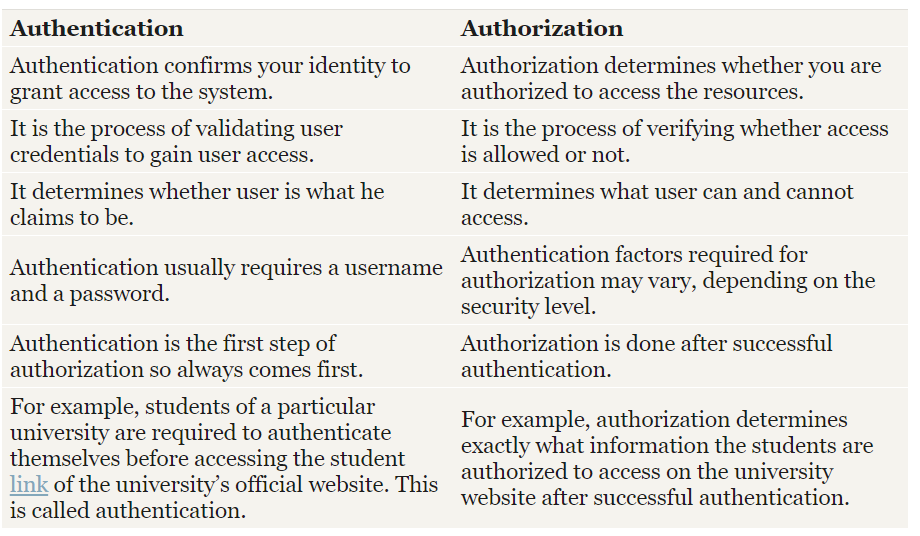 Authentication
Authorization
Authentication confirms your identity to
grant access to the system.
Authorization determines whether you are
authorized to access the resources.
It is the process of validating user
credentials to gain user access.
It is the process of verifying whether access
is allowed or not.
It determines whether user is what he
claims to be.
It determines what user can and cannot
access.
Authentication usually requires a username
and a password.
Authentication factors required for
authorization may vary, depending on the
security level.
Authentication is the first step of
authorization so always comes first.
Authorization is done after successful
authentication.
For example, students of a particular
university are required to authenticate
themselves before accessing the student
link of the university’s official website. This
is called authentication.
For example, authorization determines
exactly what information the students are
authorized to access on the university
website after successful authentication.